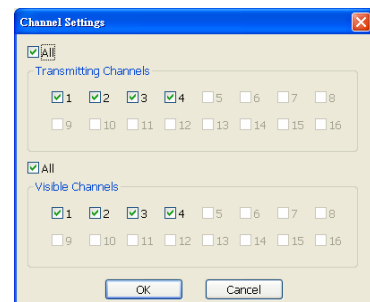 Channel Settings
All
Transmitting Channels
1 2 3 4 5 6 7 8
9 10 11 12 13 14 15 16
All
Visible Channels
1 2 3 4 5 6 7 8
9 10 11 12 13 14 15 16
OK Cancel